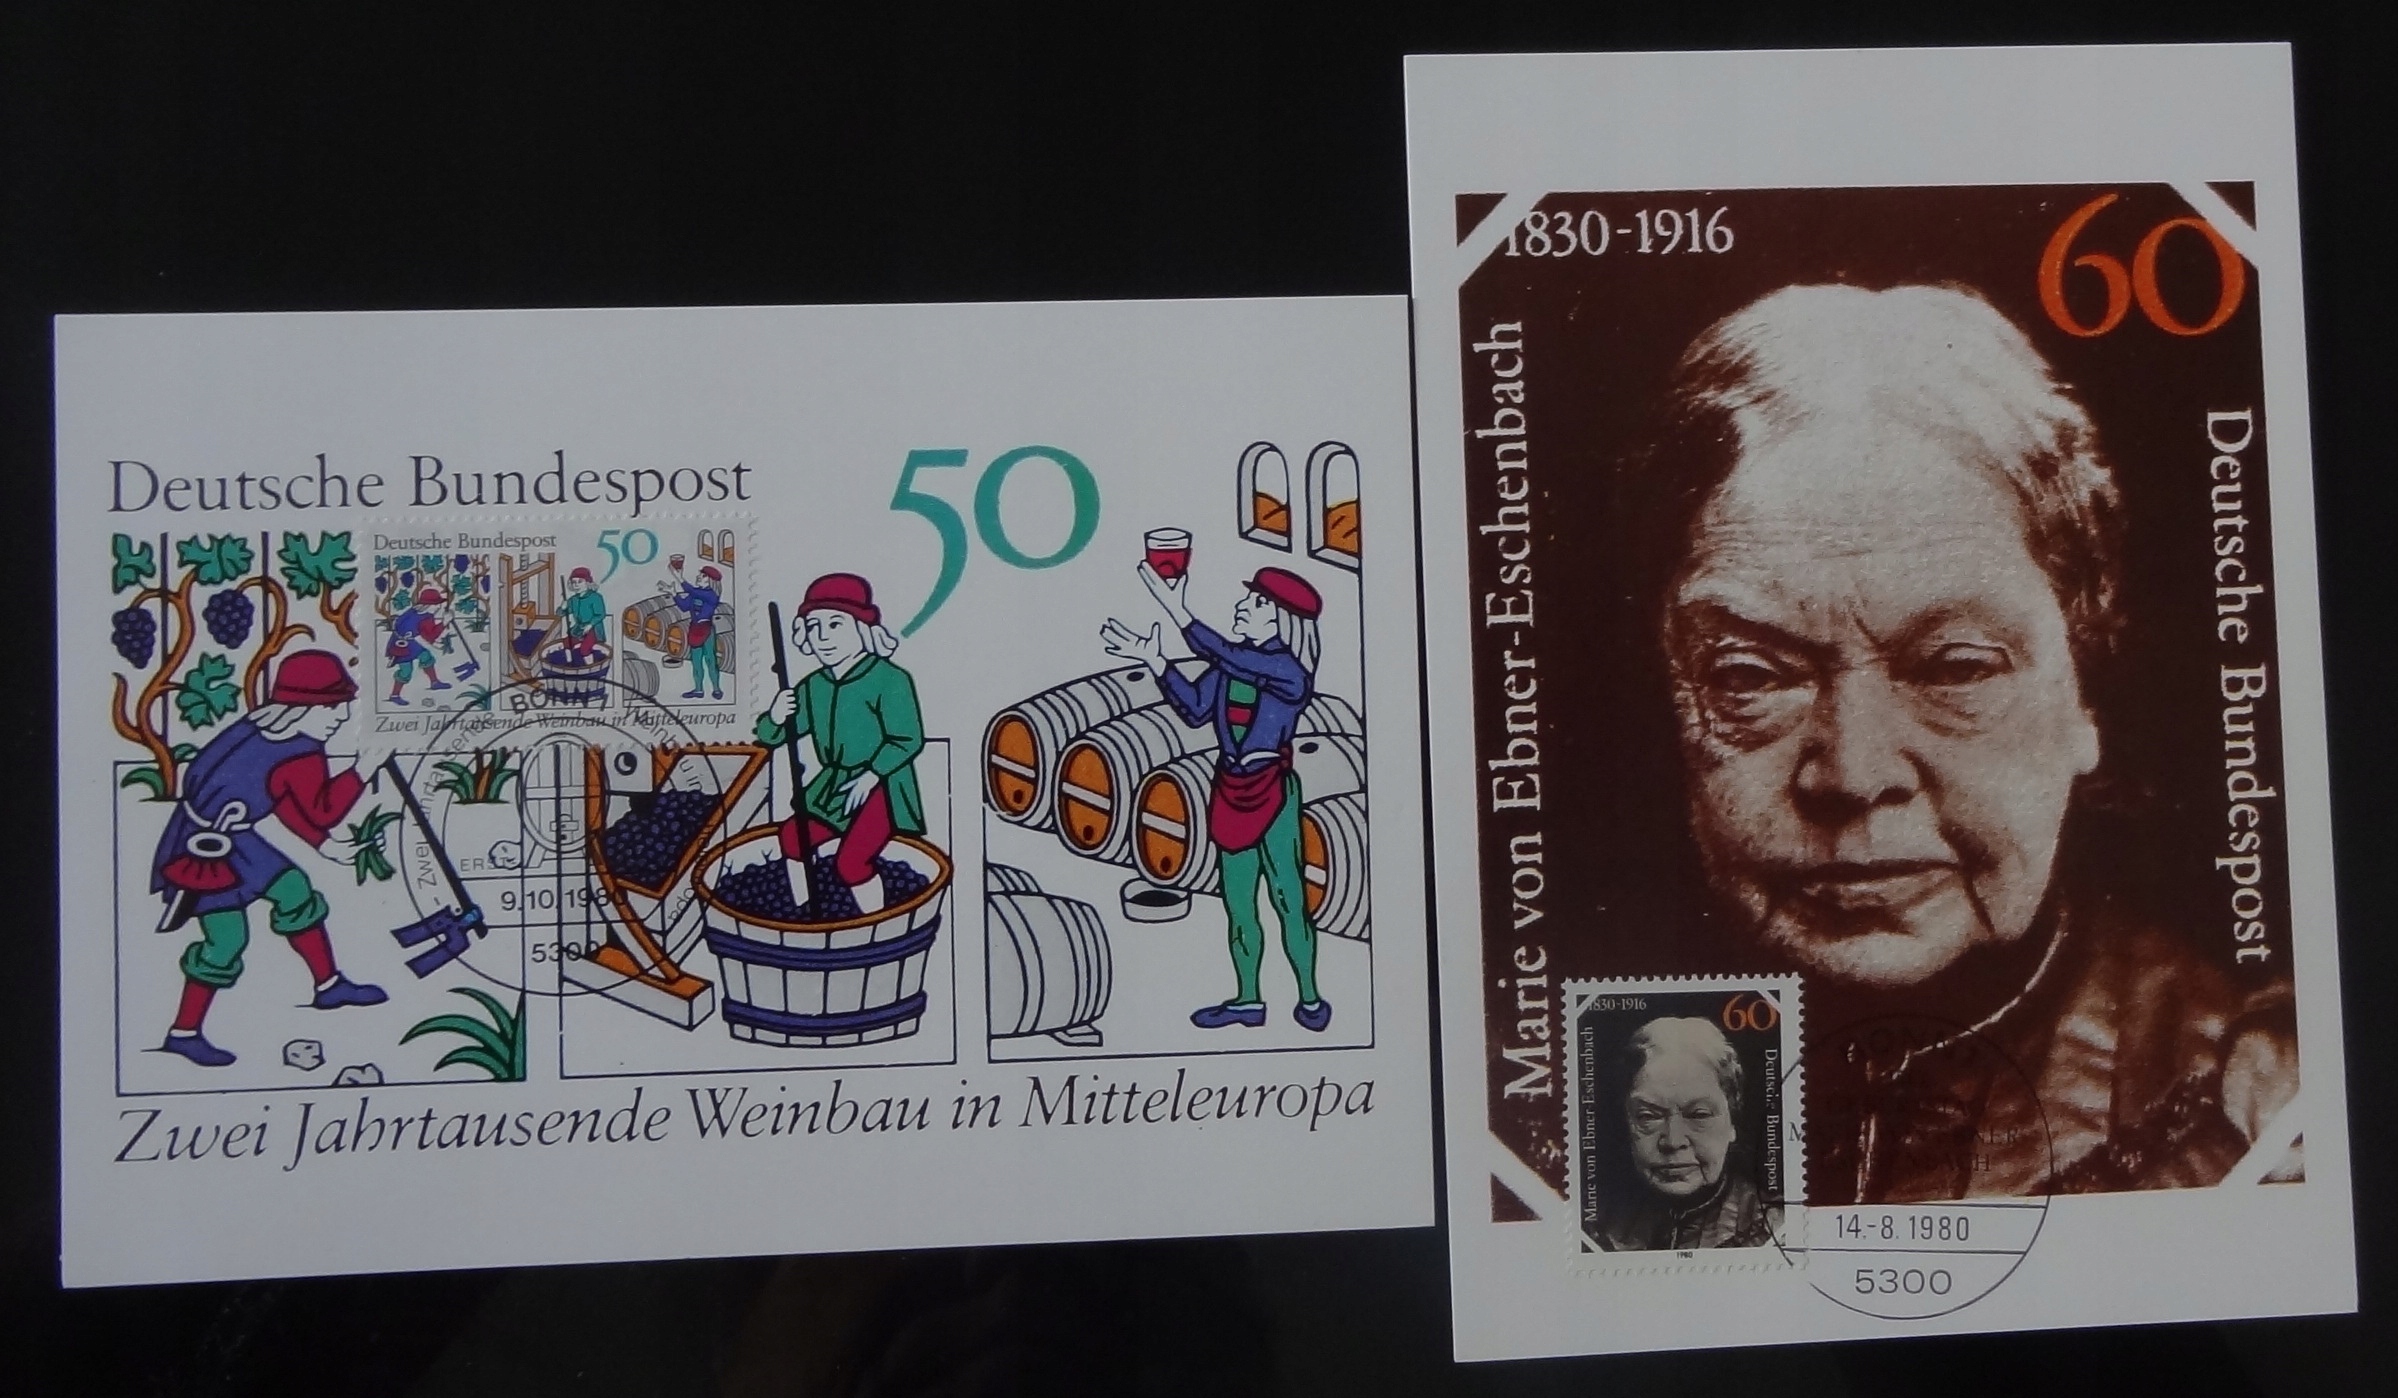 Deutsche Bundespost
50
Deutsche Bundespost
50
Zwei Jahrtausende Weinbau in Mitteleuropa
BONN 1
9.10.1980
5300
Zwei Jahrtausende Weinbau in Mitteleuropa
1830-1916
60
Marie von Ebner-Eschenbach
Deutsche Bundespost
1830-1916
60
Marie von Ebner-Eschenbach
Deutsche Bundespost
1980
14.-8.1980
5300